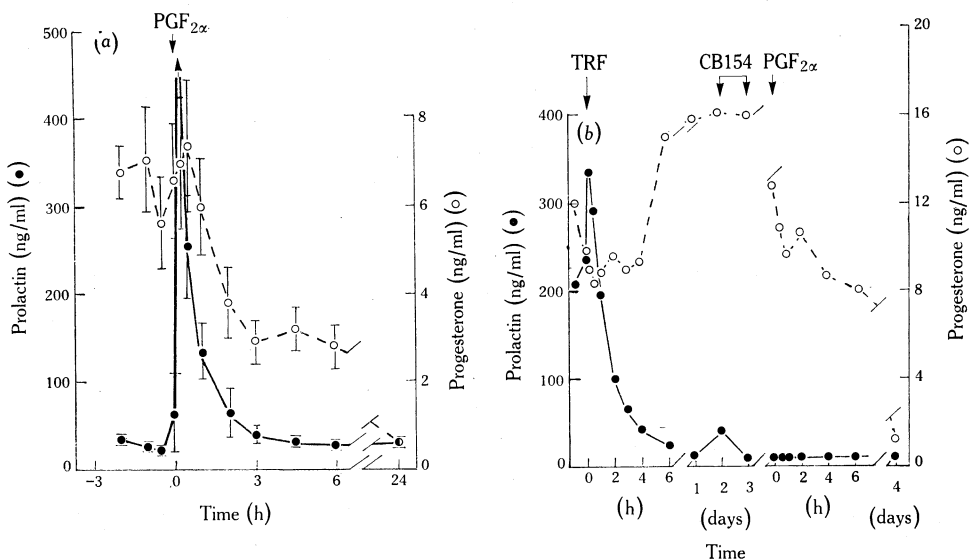 PGF2α
(a)
500
400
300
200
100
0
Prolactin (ng/ml) (●)
8
6
4
2
0
Progesterone (ng/ml) (○)
−3
0
3
6
24
Time (h)
TRF
CB154
PGF2α
(b)
400
300
200
100
0
Prolactin (ng/ml) (●)
20
16
12
8
4
0
Progesterone (ng/ml) (○)
0 2 4 6
1 2 3
0 2 4 6
4
(h)
(days)
(h)
(days)
Time